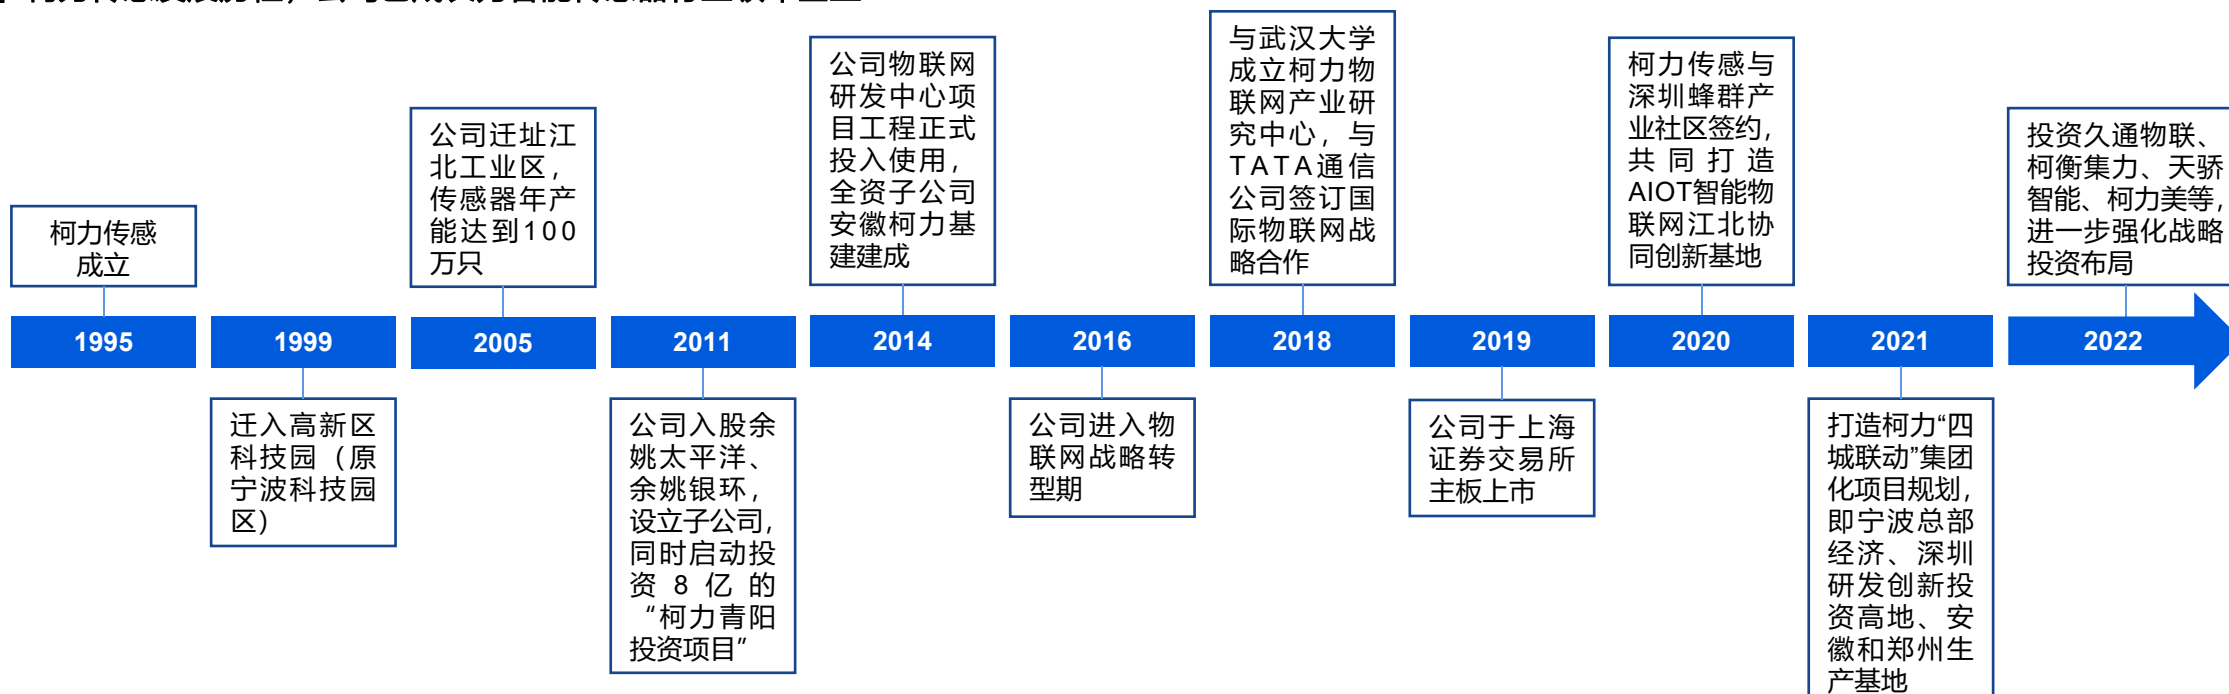 柯力传感
成立
1995
1999
迁入高新区
科技园（原
宁波科技园
区）
公司迁址江
北工业区，
传感器年产
能达到100
万只
2005
2011
公司入股余
姚太平洋、
余姚银环，
设立子公司，
同时启动投
资8亿的
“柯力青阳
投资项目”
公司物联网
研发中心项
目工程正式
投入使用，
全资子公司
安徽柯力基
建建成
2014
2016
公司进入物
联网战略转
型期
与武汉大学
成立柯力物
联网产业研
究中心，与
TATA通信
公司签订国
际物联网战
略合作
2018
2019
公司于上海
证券交易所
主板上市
柯力传感与
深圳蜂群产
业社区签约，
共同打造
AIOT智能物
联网江北协
同创新基地
2020
2021
打造柯力“四
城联动”集团
化项目规划，
即宁波总部
经济、深圳
研发创新投
资高地、安
徽和郑州生
产基地
投资久通物联、
柯衡集力、天骄
智能、柯力美等，
进一步强化战略
投资布局
2022